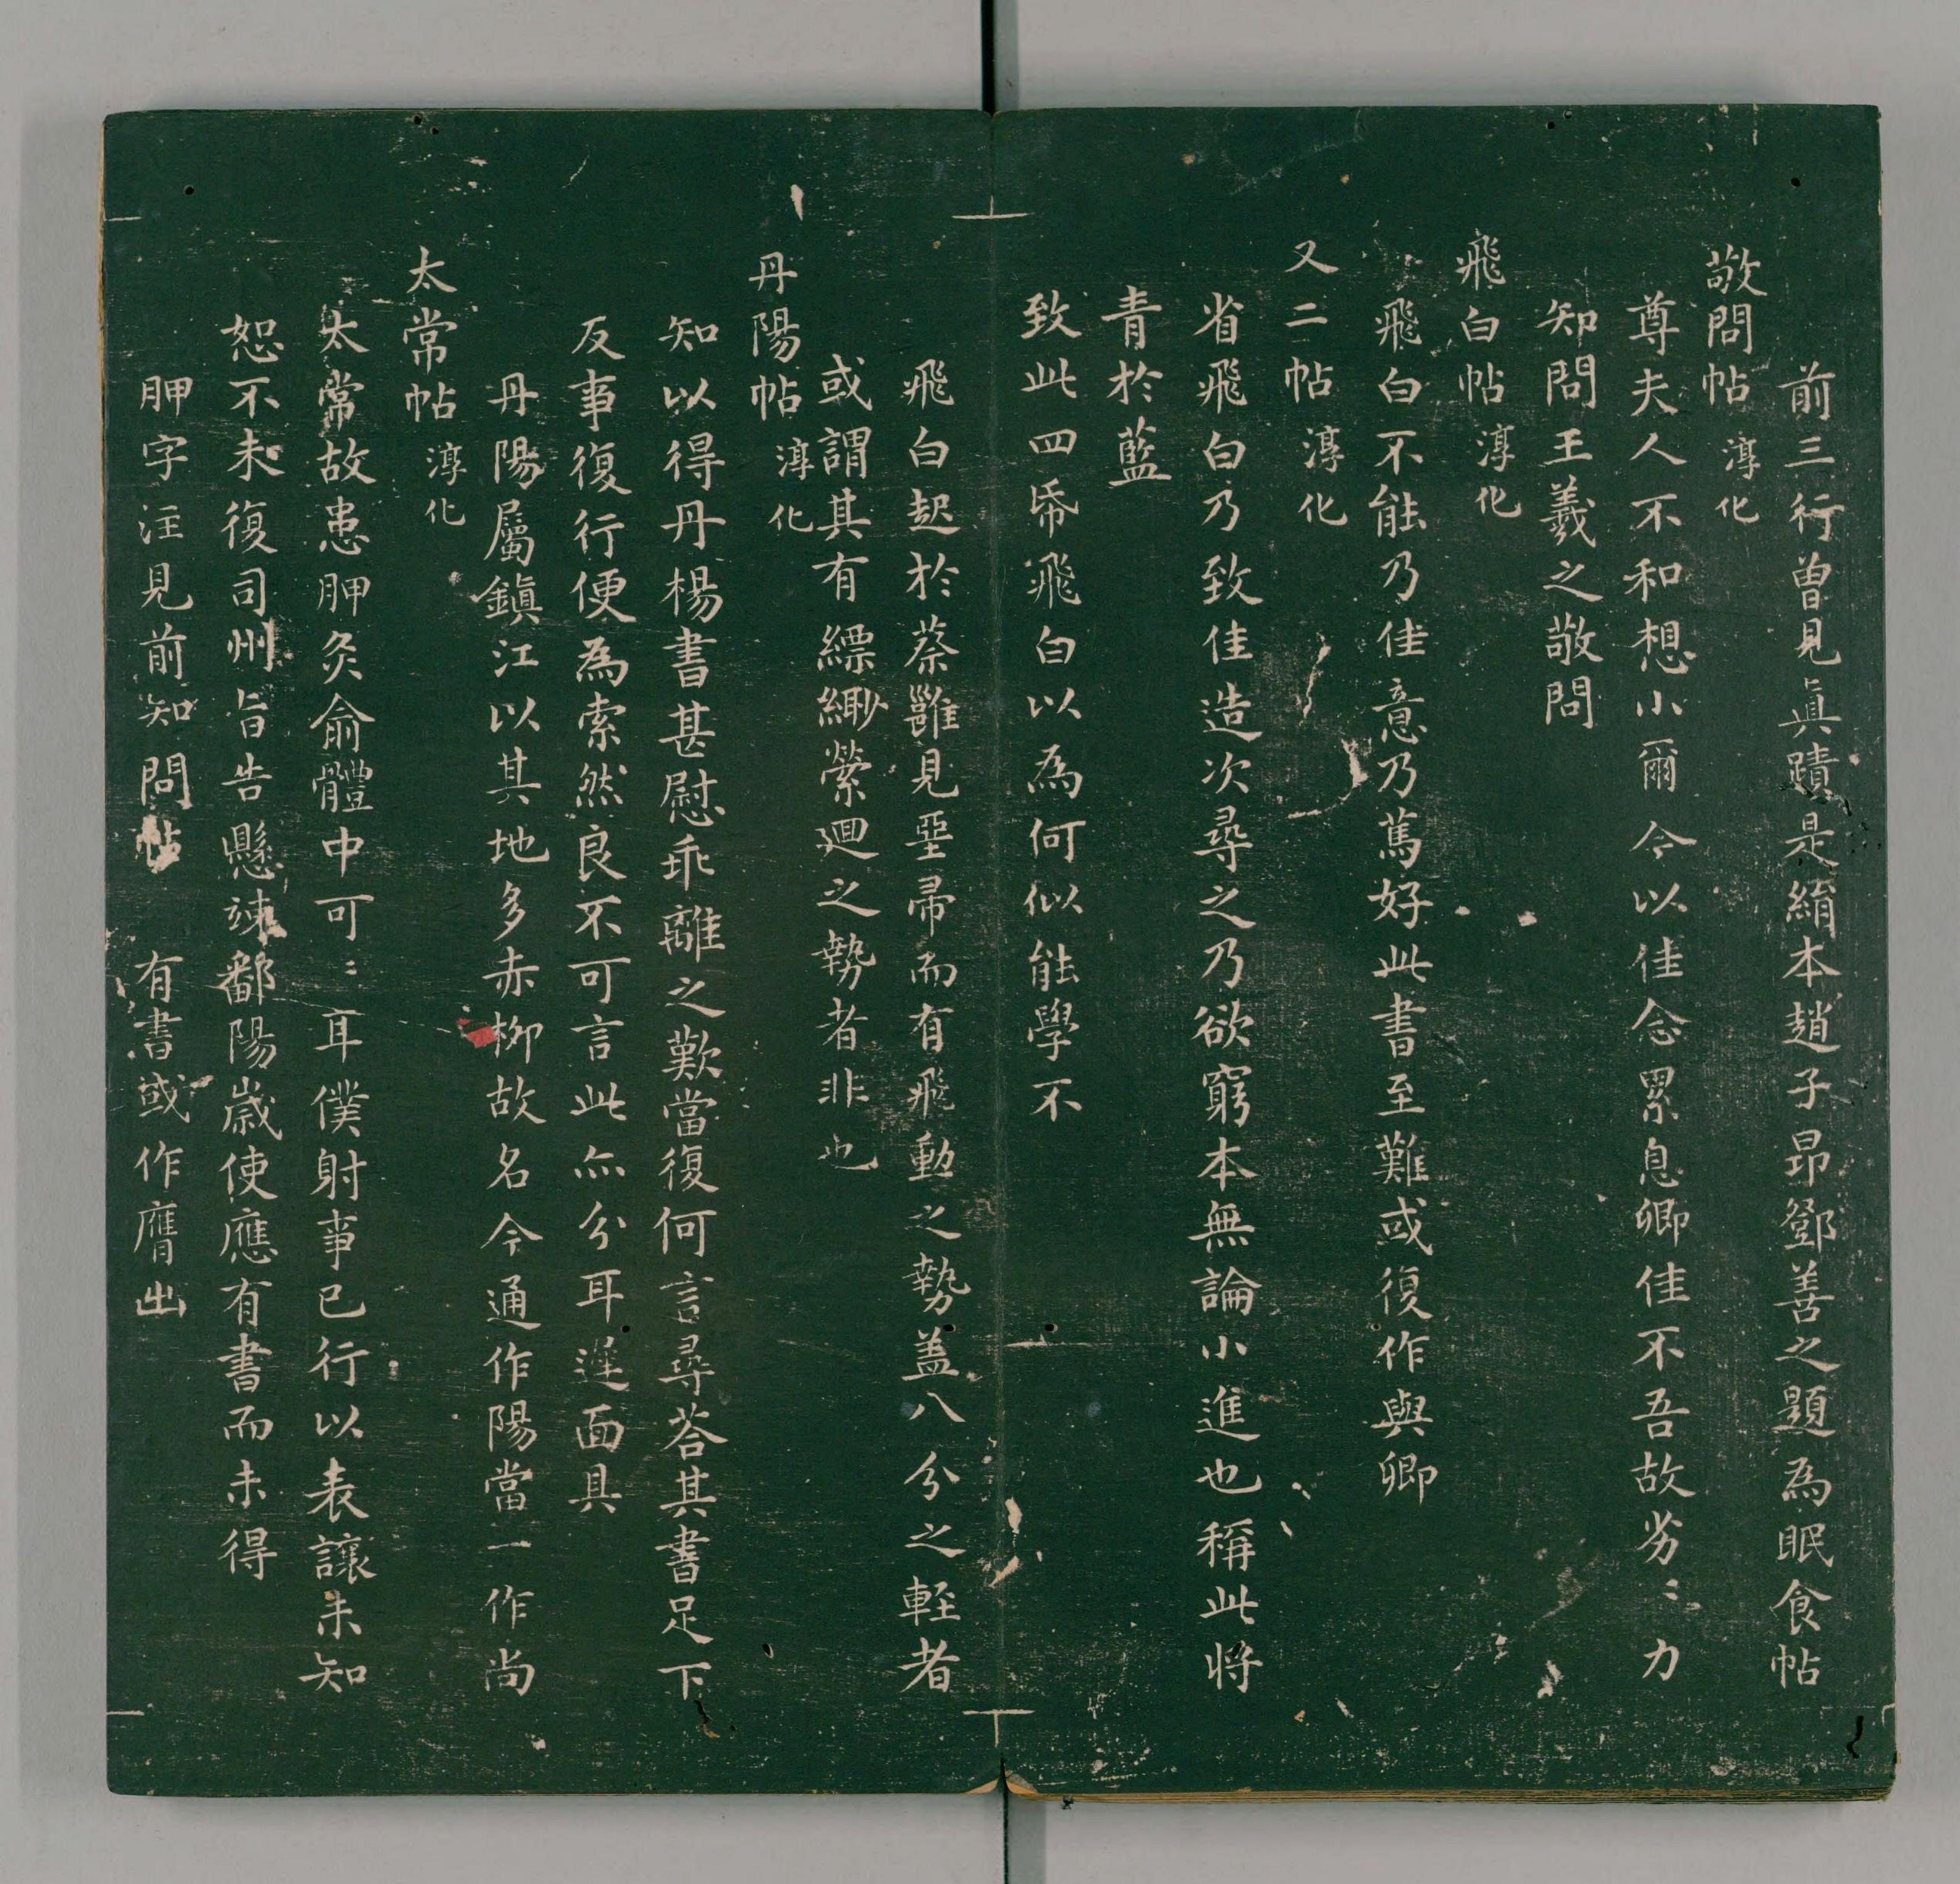 前三行曽見眞蹟是絹本趙子昂鄧善之題為眠食帖
敬問帖 淳化
尊夫人不和想小爾今以佳念累息卿佳不吾故劣〻力
知問王羲之敬問
飛白帖 淳化
飛白不能乃佳意乃篤好此書至難或復作與卿
又二帖 淳化
省飛白乃致佳造次尋之乃欲窮本無論小進也稱此將
青於藍
致此四帋飛白以為何似能學不
飛白起於蔡雝見堊帚而有飛動之勢盖八分之輕者
或謂其有縹緲縈廻之勢者非也
丹陽帖 淳化
知以得丹楊書甚慰乖離之歎當復何言尋荅其書足下
反事復行便為索然良不可言此亦分耳遲面具
丹陽屬鎮江以其地多赤柳故名今通作陽當一作尚
太常帖 淳化
太常故患胛灸俞體中可〻耳僕射事已行以表讓未知
恕不未復司州旨告懸竦鄱陽嵗使應有書而未得
胛字注見前知問帖 有書或作膺出